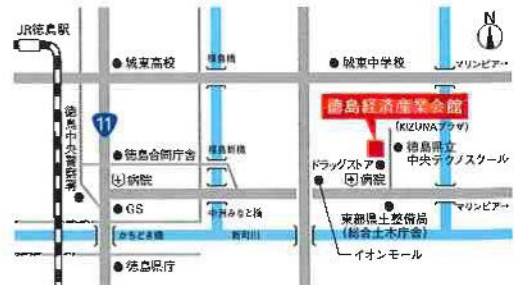 JR徳島駅
N
城東高校
福島橋
城東中学校
マリンピア→
徳島経済産業会館
(KIZUNAプラザ)
徳島中央警察署
11
徳島合同庁舎
福島新橋
徳島県立
中央テクノスクール
ドラッグストア
病院
病院
GS
中洲みなと橋
マリンピア→
東部県土整備局
(総合土木庁舎)
かちどき橋
新町川
イオンモール
徳島県庁